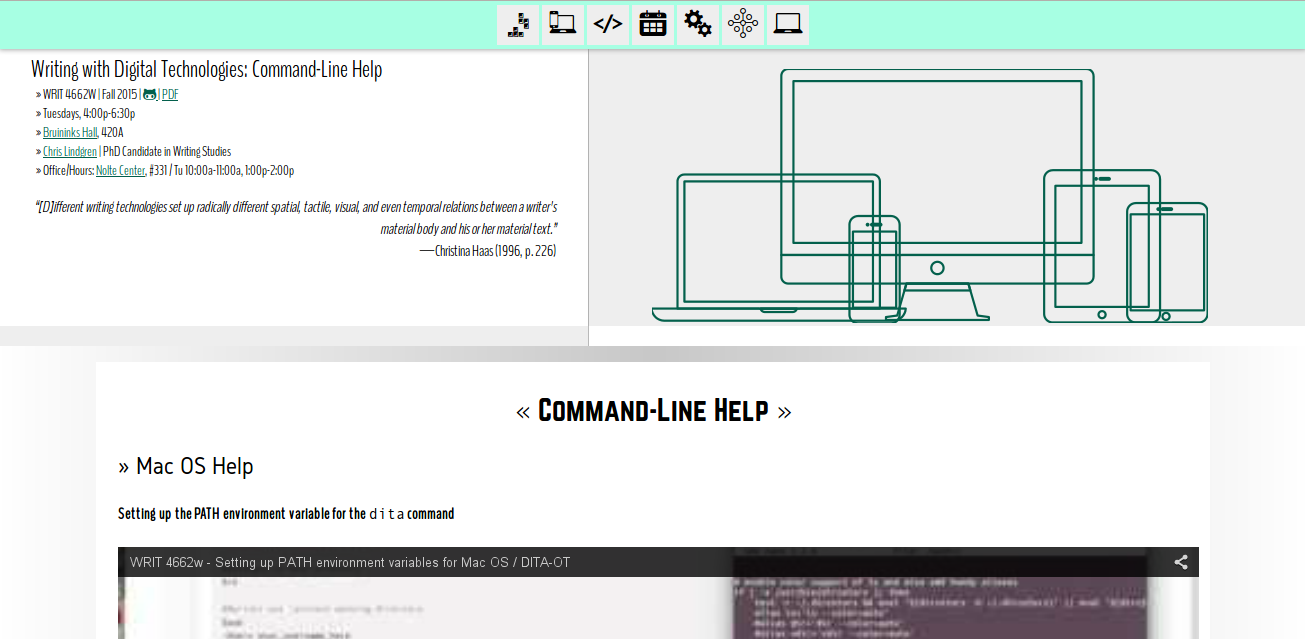 </>
Writing with Digital Technologies: Command-Line Help
» WRIT 4662W | Fall 2015 | | PDF
» Tuesdays, 4:00p-6:30p
» Bruininks Hall, 420A
» Chris Lindgren | PhD Candidate in Writing Studies
» Office/Hours: Nolte Center, #331 / Tu 10:00a-11:00a, 1:00p-2:00p
"[D]ifferent writing technologies set up radically different spatial, tactile, visual, and even temporal relations between a writer's
material body and his or her material text."
—Christina Haas (1996, p. 226)
« Command-Line Help »
» Mac OS Help
Setting up the PATH environment variable for the dita command
WRIT 4662w - Setting up PATH environment variables for Mac OS / DITA-OT